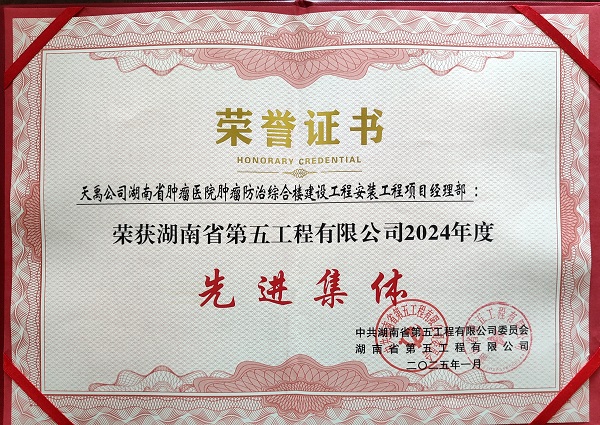 荣誉证书
HONORARY CREDENTIAL
天禹公司湖南省肿瘤医院肿瘤防治综合楼建设工程安装工程项目经理部：
荣获湖南省第五工程有限公司2024年度
先进集体
中共湖南省第五工程有限公司委员会
湖南省第五工程有限公司
二〇二五年一月